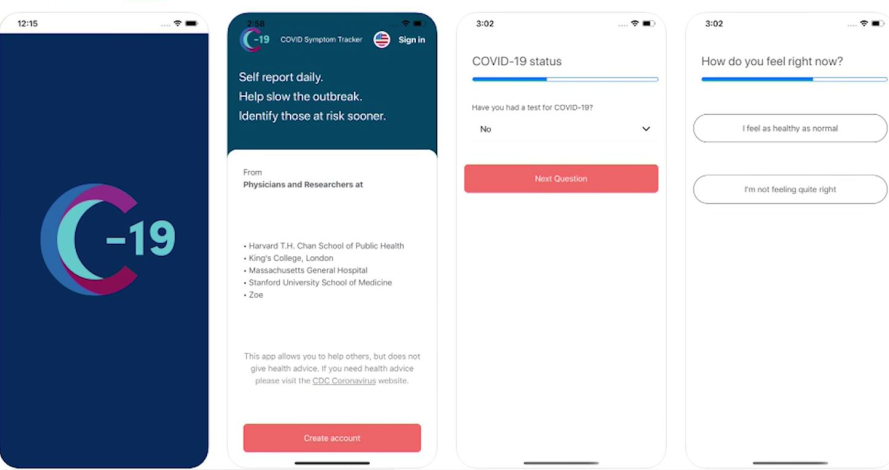 12:15
-19
2:58
-19 COVID Symptom Tracker Sign in
Self report daily.
Help slow the outbreak.
Identify those at risk sooner.
From
Physicians and Researchers at
• Harvard T.H. Chan School of Public Health
• King's College, London
• Massachusetts General Hospital
• Stanford University School of Medicine
• Zoe
This app allows you to help others, but does not
give health advice. If you need health advice
please visit the CDC Coronavirus website.
Create account
3:02
COVID-19 status
Have you had a test for COVID-19?
No
Next Question
3:02
How do you feel right now?
I feel as healthy as normal
I'm not feeling quite right